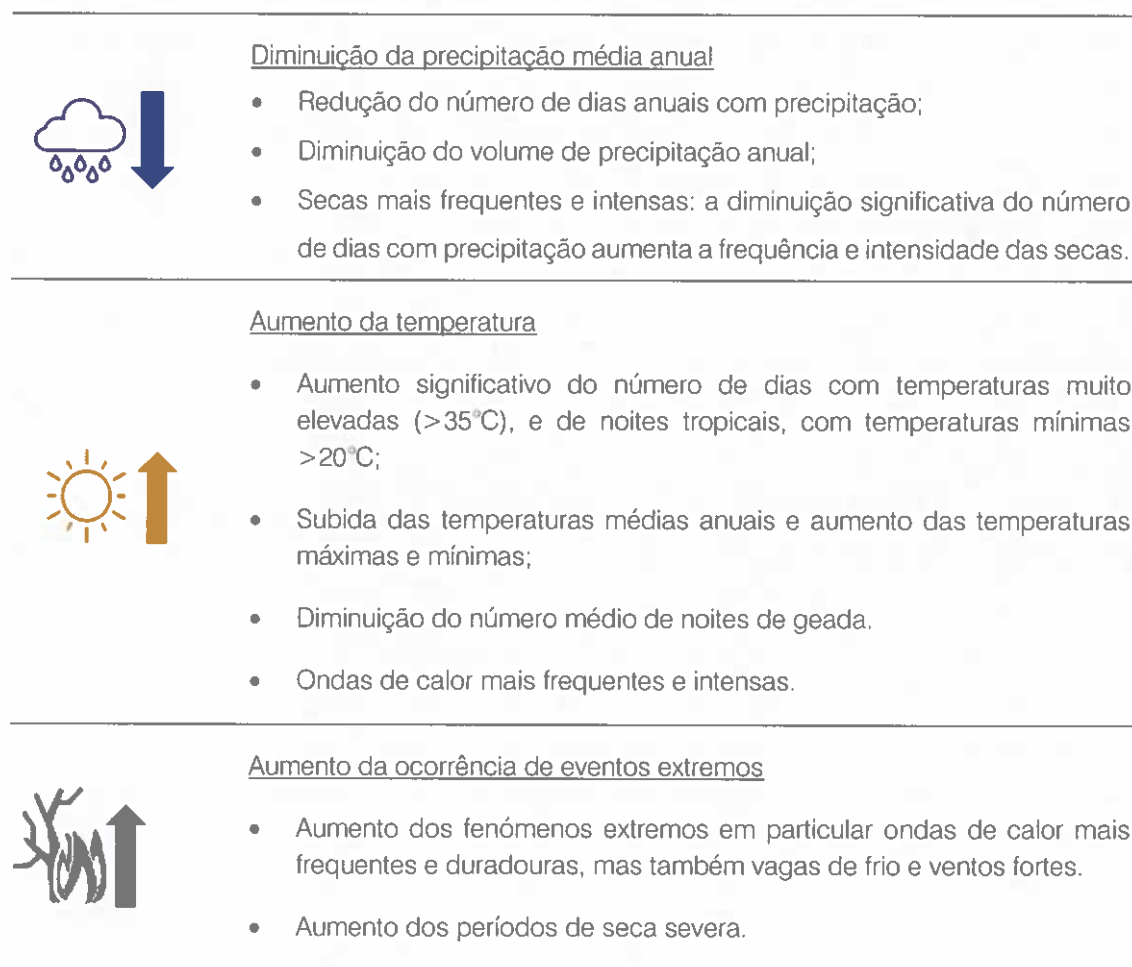 Diminuição da precipitação média anual
• Redução do número de dias anuais com precipitação;
• Diminuição do volume de precipitação anual;
• Secas mais frequentes e intensas: a diminuição significativa do número
de dias com precipitação aumenta a frequência e intensidade das secas.
Aumento da temperatura
• Aumento significativo do número de dias com temperaturas muito
elevadas (>35°C), e de noites tropicais, com temperaturas mínimas
>20°C;
• Subida das temperaturas médias anuais e aumento das temperaturas
máximas e mínimas;
• Diminuição do número médio de noites de geada.
• Ondas de calor mais frequentes e intensas.
Aumento da ocorrência de eventos extremos
• Aumento dos fenómenos extremos em particular ondas de calor mais
frequentes e duradouras, mas também vagas de frio e ventos fortes.
• Aumento dos períodos de seca severa.